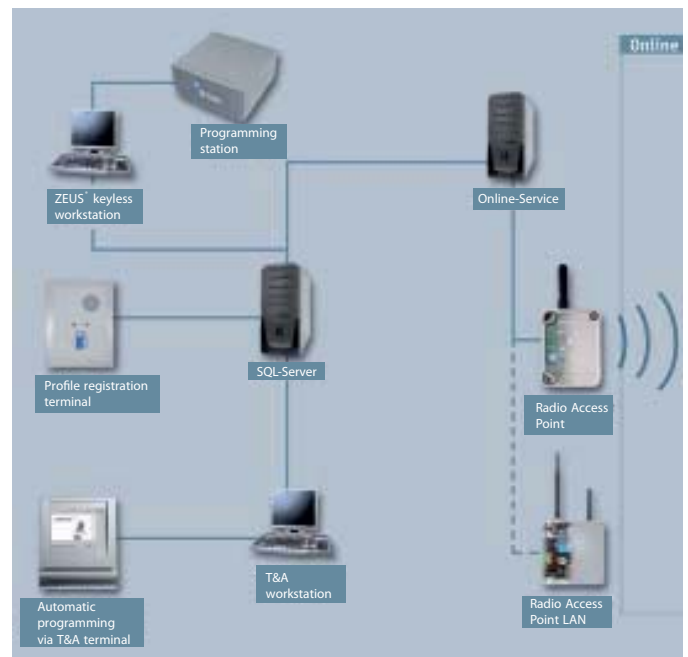 Online
Programming
station
ZEUS® keyless
workstation
Online-Service
SQL-Server
Profile registration
terminal
Radio Access
Point
T&A
workstation
Automatic
programming
via T&A terminal
Radio Access
Point LAN